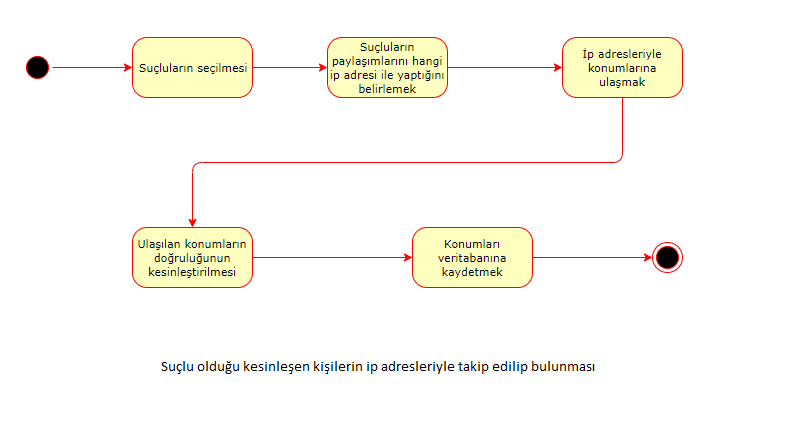 Suçluların seçilmesi
Suçluların
paylaşımlarını hangi
ip adresi ile yaptığını
belirlemek
İp adresleriyle
konumlarına
ulaşmak
Ulaşılan konumların
doğruluğunun
kesinleştirilmesi
Konumları
veritabanına
kaydetmek
Suçlu olduğu kesinleşen kişilerin ip adresleriyle takip edilip bulunması